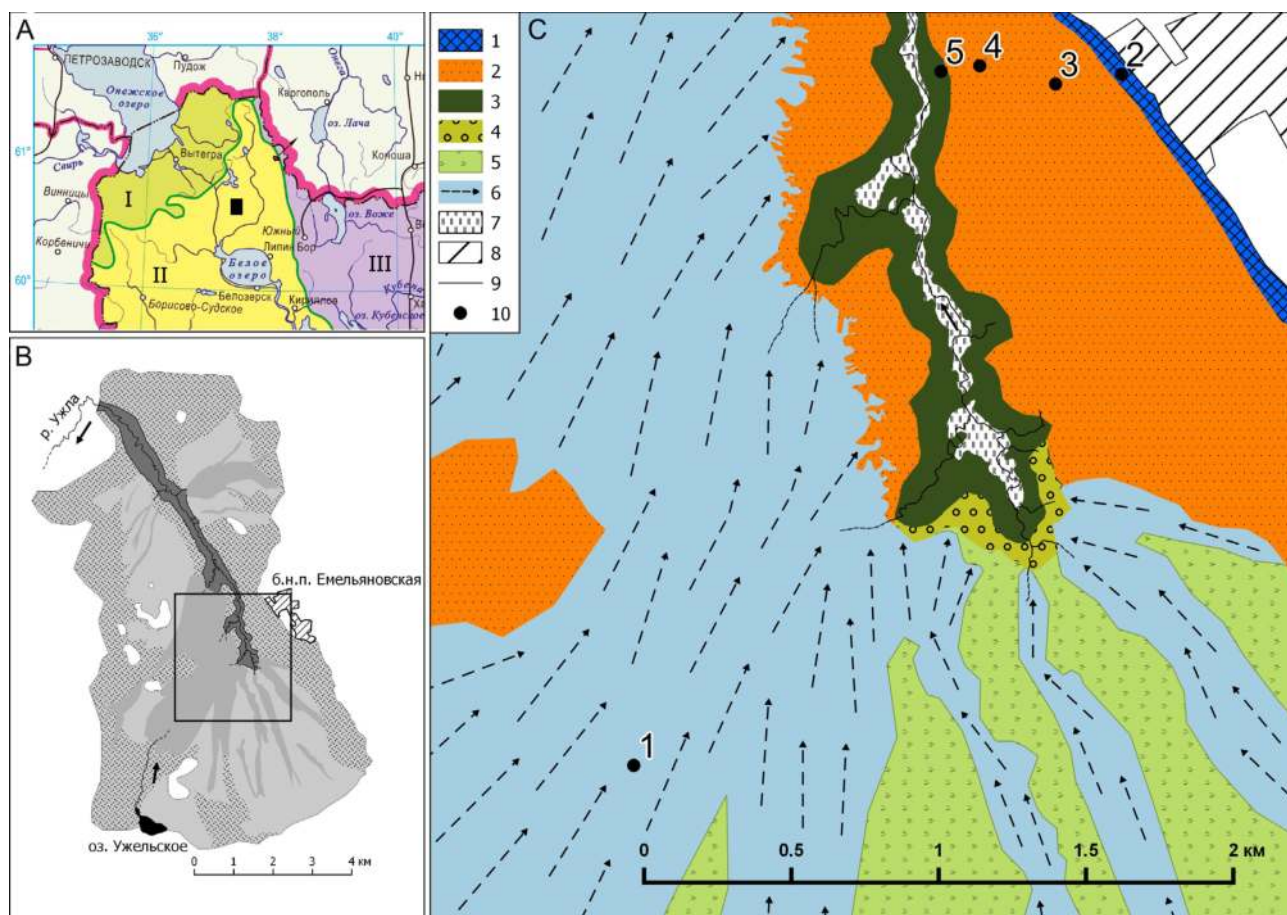 A
36°
38°
40°
ПЕТРОЗАВОДСК
Пудож
Онежское
озеро
Онега
Каргополь
оз. Лача
61°
Свирь
Вытегра
Коноша
Винницы
I
Корбеничи
Южный
оз. Воже
Липин Бор
II
III
Белое
озеро
60°
Белозерск
Кириллов
Борисово-Судское
оз. Кубенское
B
р. Ужла
б.н.п. Емельяновская
оз. Ужельское
0 1 2 3 4 км
C
1
2
3
4
5
6
7
8
9
10
5 4 3 2
1
0 0.5 1 1.5 2 км